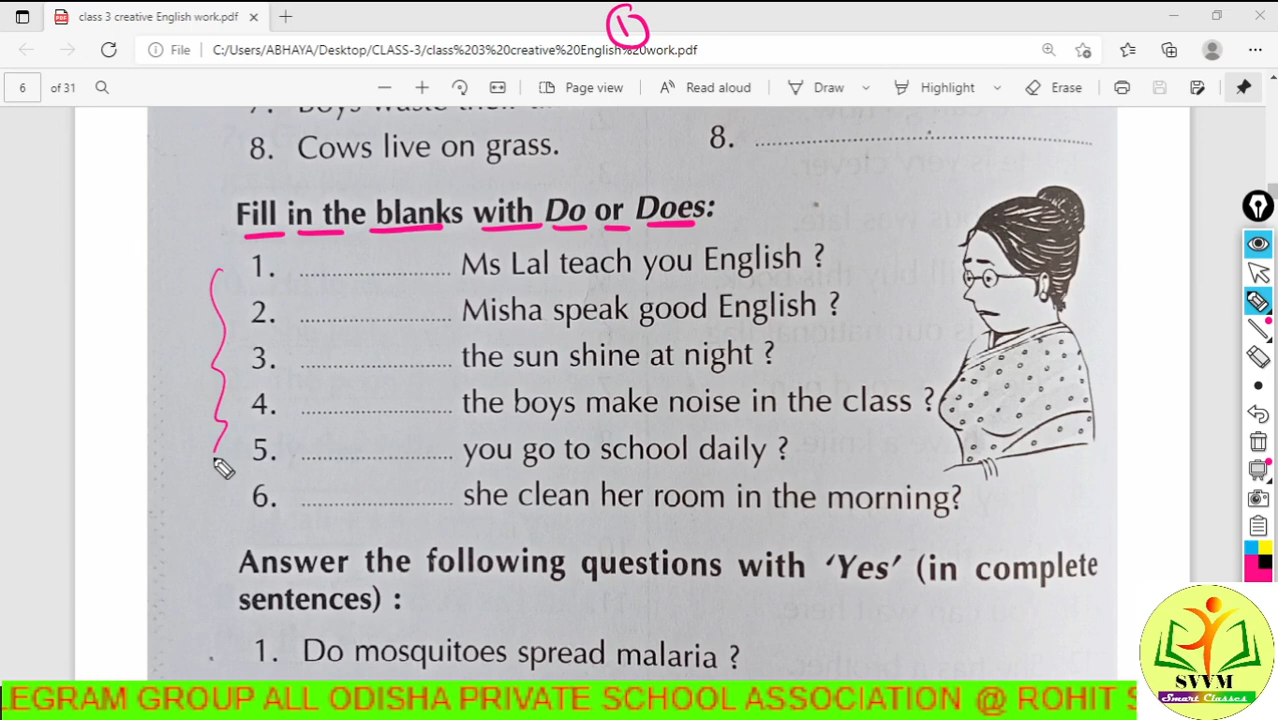 class 3 creative English work.pdf
1
File C:/Users/ABHAYA/Desktop/CLASS-3/class%203%20creative%20English%20work.pdf
6 of 31 Page view Read aloud Draw Highlight Erase
7. Boys waste their
8. Cows live on grass. 8.
Fill in the blanks with Do or Does:
1. Ms Lal teach you English ?
2. Misha speak good English ?
3. the sun shine at night ?
4. the boys make noise in the class ?
5. you go to school daily ?
6. she clean her room in the morning?
Answer the following questions with ‘Yes’ (in complete
sentences) :
1. Do mosquitoes spread malaria ?
LEGRAM GROUP ALL ODISHA PRIVATE SCHOOL ASSOCIATION @ ROHIT S
SVVM
Smart Classes